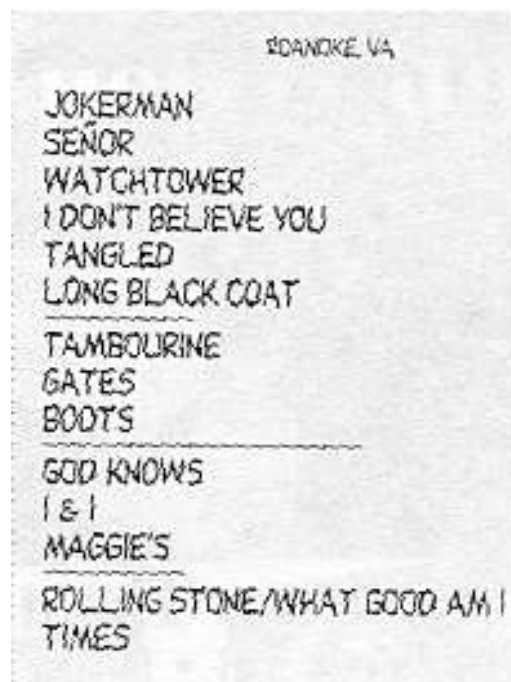 ROANOKE, VA
JOKERMAN
SEÑOR
WATCHTOWER
I DON'T BELIEVE YOU
TANGLED
LONG BLACK COAT
TAMBOURINE
GATES
BOOTS
GOD KNOWS
I & I
MAGGIE'S
ROLLING STONE/WHAT GOOD AM I
TIMES